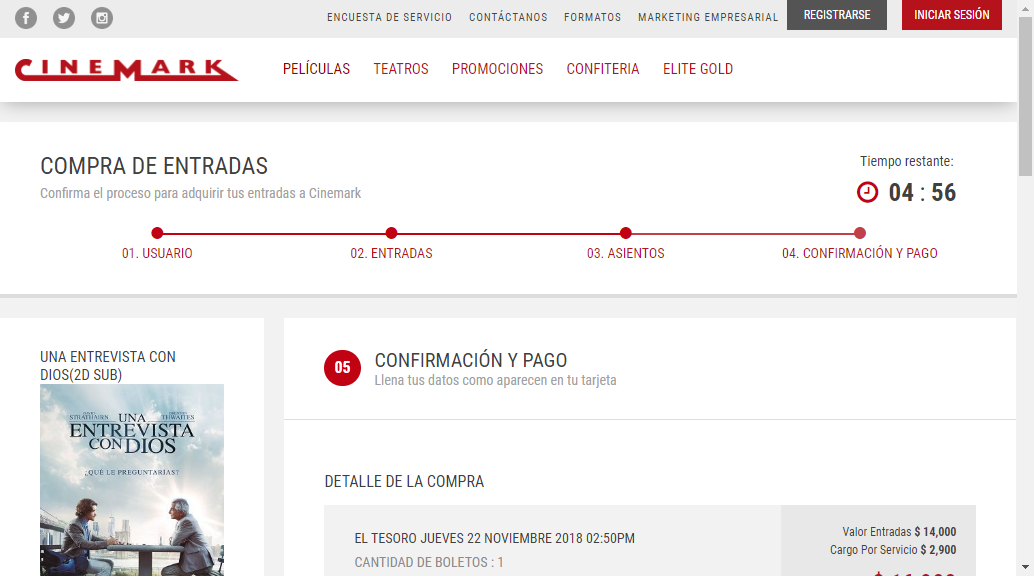 ENCUESTA DE SERVICIO CONTÁCTANOS FORMATOS MARKETING EMPRESARIAL REGISTRARSE INICIAR SESIÓN
CINEMARK PELÍCULAS TEATROS PROMOCIONES CONFITERIA ELITE GOLD
COMPRA DE ENTRADAS
Confirma el proceso para adquirir tus entradas a Cinemark
Tiempo restante:
04 : 56
01. USUARIO 02. ENTRADAS 03. ASIENTOS 04. CONFIRMACIÓN Y PAGO
UNA ENTREVISTA CON
DIOS(2D SUB)
STRATHAIRN THWAITES
UNA
ENTREVISTA
CON DIOS
¿QUÉ LE PREGUNTARÍAS?
05 CONFIRMACIÓN Y PAGO
Llena tus datos como aparecen en tu tarjeta
DETALLE DE LA COMPRA
EL TESORO JUEVES 22 NOVIEMBRE 2018 02:50PM
CANTIDAD DE BOLETOS : 1
Valor Entradas $ 14,000
Cargo Por Servicio $ 2,900